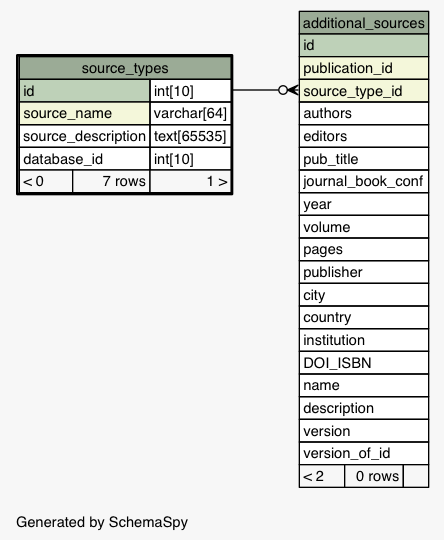 source_types
id int[10]
source_name varchar[64]
source_description text[65535]
database_id int[10]
< 0 7 rows 1 >
additional_sources
id
publication_id
source_type_id
authors
editors
pub_title
journal_book_conf
year
volume
pages
publisher
city
country
institution
DOI_ISBN
name
description
version
version_of_id
< 2 0 rows
Generated by SchemaSpy